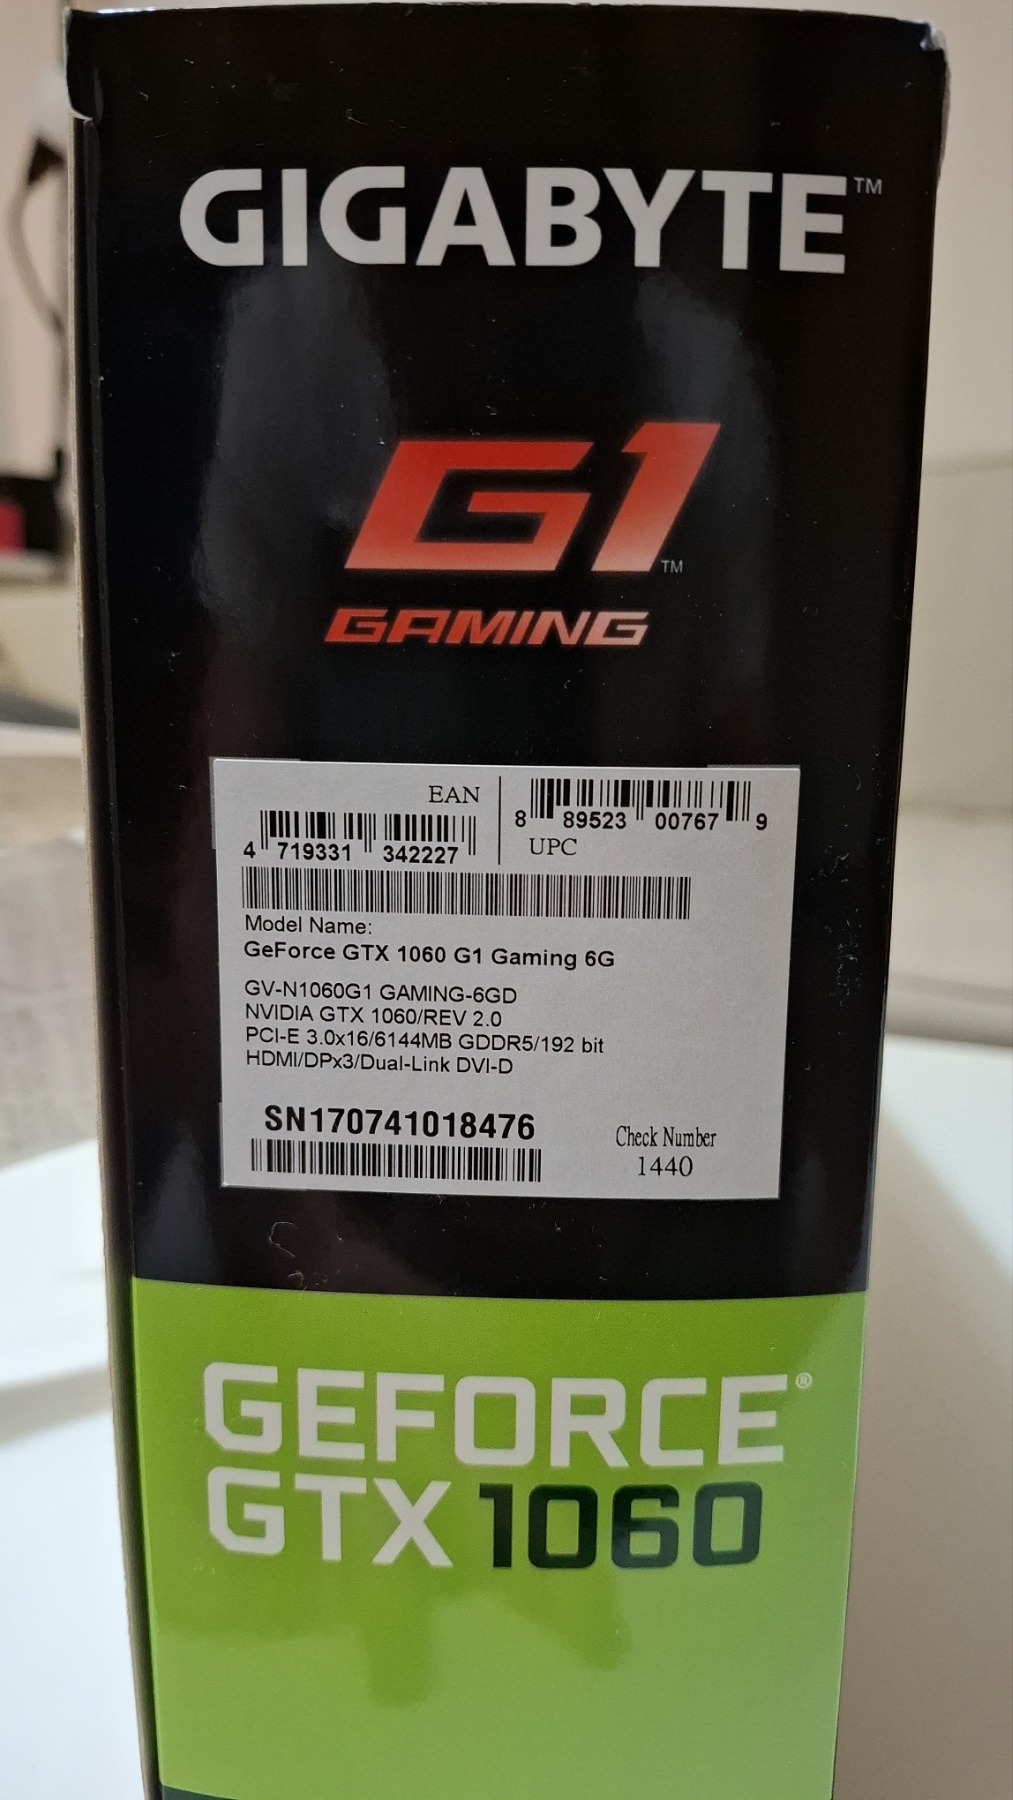 GIGABYTE™
G1™
GAMING
EAN
4 719331 342227
8 89523 00767 9
UPC
Model Name:
GeForce GTX 1060 G1 Gaming 6G
GV-N1060G1 GAMING-6GD
NVIDIA GTX 1060/REV 2.0
PCI-E 3.0x16/6144MB GDDR5/192 bit
HDMI/DPx3/Dual-Link DVI-D
SN170741018476
Check Number
1440
GEFORCE®
GTX 1060